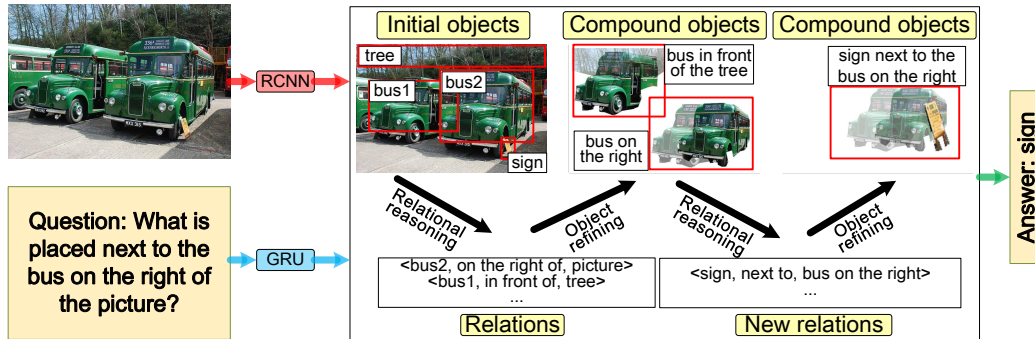 Initial objects
Compound objects
Compound objects
RCNN
tree
bus1
bus2
sign
bus in front
of the tree
bus on
the right
sign next to the
bus on the right
Question: What is
placed next to the
bus on the right of
the picture?
GRU
Relational
reasoning
Object
refining
Relational
reasoning
Object
refining
<bus2, on the right of, picture>
<bus1, in front of, tree>
...
<sign, next to, bus on the right>
...
Relations
New relations
Answer: sign